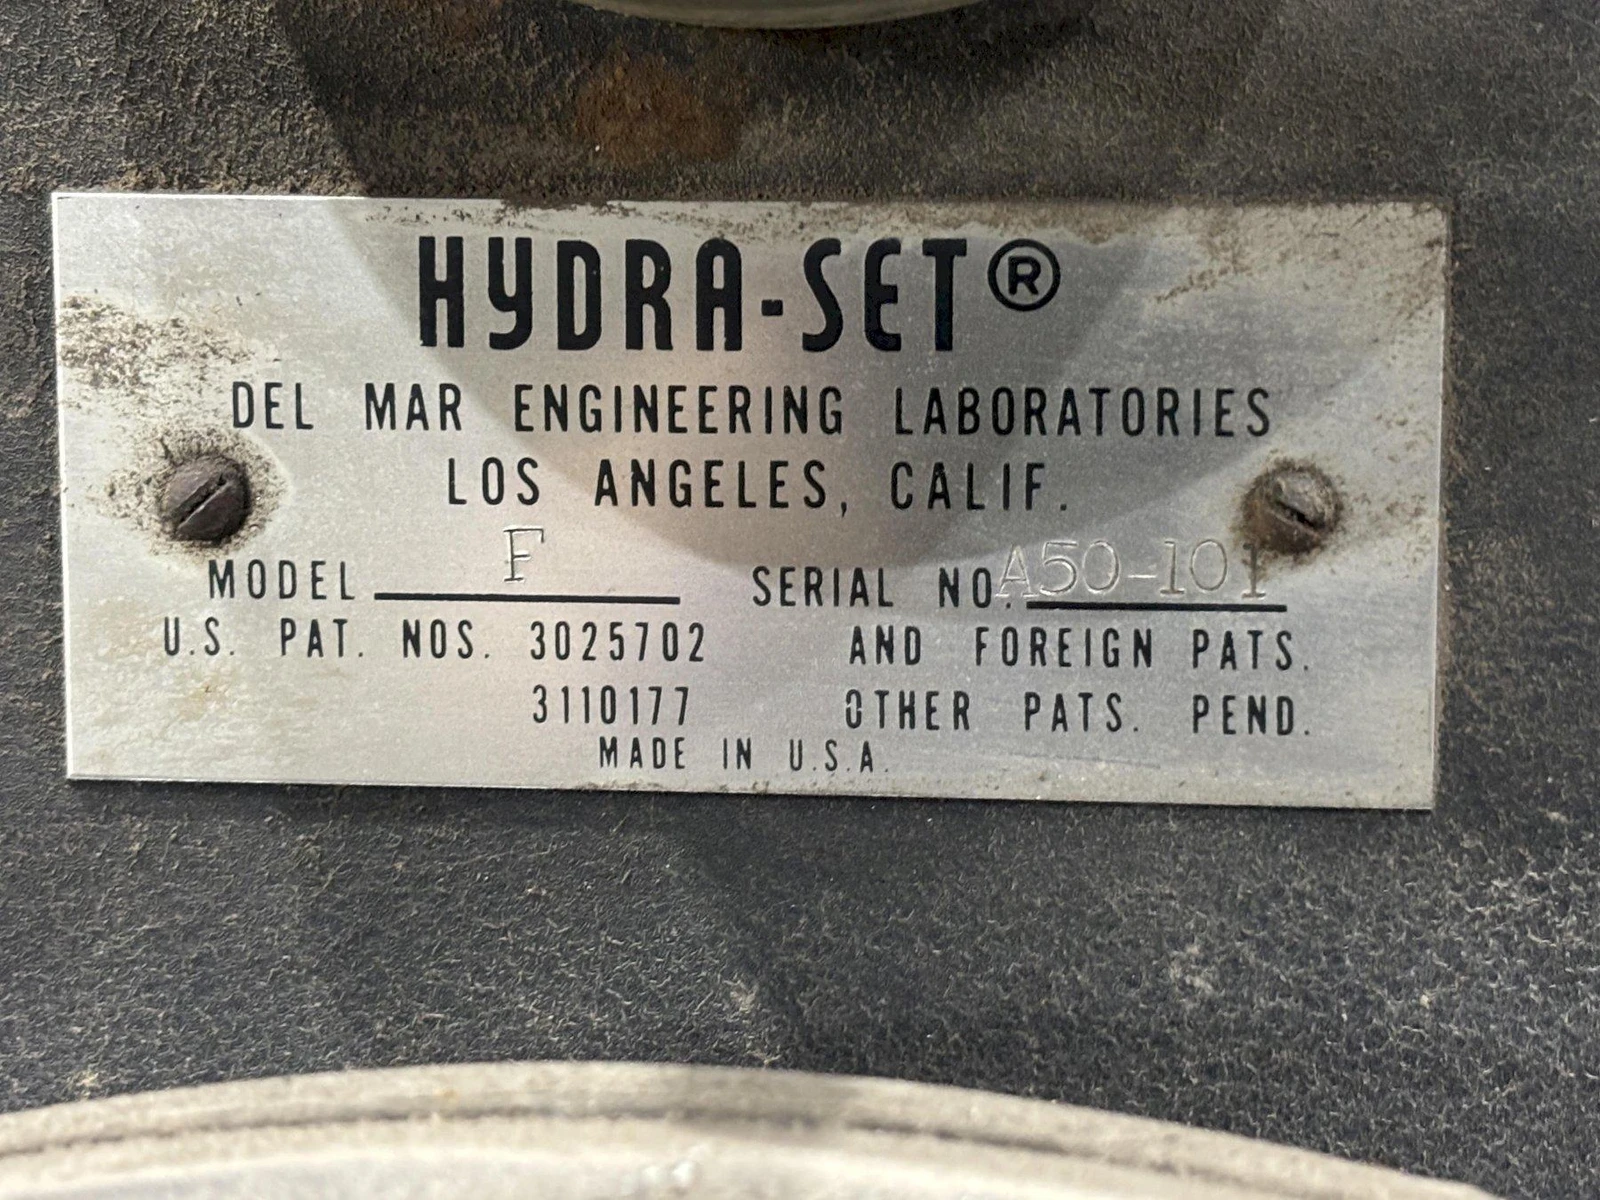 HYDRA-SET®
DEL MAR ENGINEERING LABORATORIES
LOS ANGELES, CALIF.
MODEL F SERIAL NO. A50-101
U.S. PAT. NOS. 3025702 AND FOREIGN PATS.
3110177 OTHER PATS. PEND.
MADE IN U.S.A.